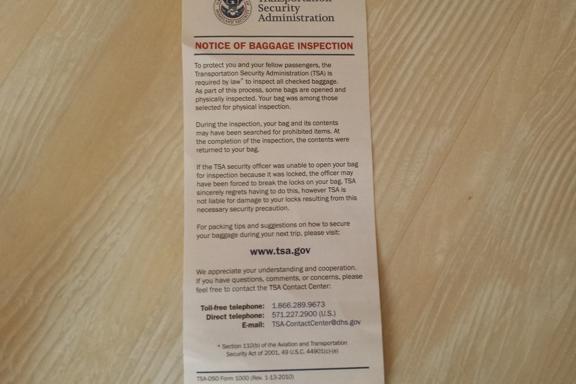 Transportation
Security
Administration
NOTICE OF BAGGAGE INSPECTION
To protect you and your fellow passengers, the
Transportation Security Administration (TSA) is
required by law* to inspect all checked baggage.
As part of this process, some bags are opened and
physically inspected. Your bag was among those
selected for physical inspection.
During the inspection, your bag and its contents
may have been searched for prohibited items. At
the completion of the inspection, the contents were
returned to your bag.
If the TSA security officer was unable to open your bag
for inspection because it was locked, the officer may
have been forced to break the locks on your bag. TSA
sincerely regrets having to do this, however TSA is
not liable for damage to your locks resulting from this
necessary security precaution.
For packing tips and suggestions on how to secure
your baggage during your next trip, please visit:
www.tsa.gov
We appreciate your understanding and cooperation.
If you have questions, comments, or concerns, please
feel free to contact the TSA Contact Center:
Toll-free telephone: 1.866.289.9673
Direct telephone: 571.227.2900 (U.S.)
E-mail: TSA-ContactCenter@dhs.gov
* Section 110(b) of the Aviation and Transportation
Security Act of 2001, 49 U.S.C. 44901(c)-(e)
TSA-050 Form 1000 (Rev. 1-13-2010)